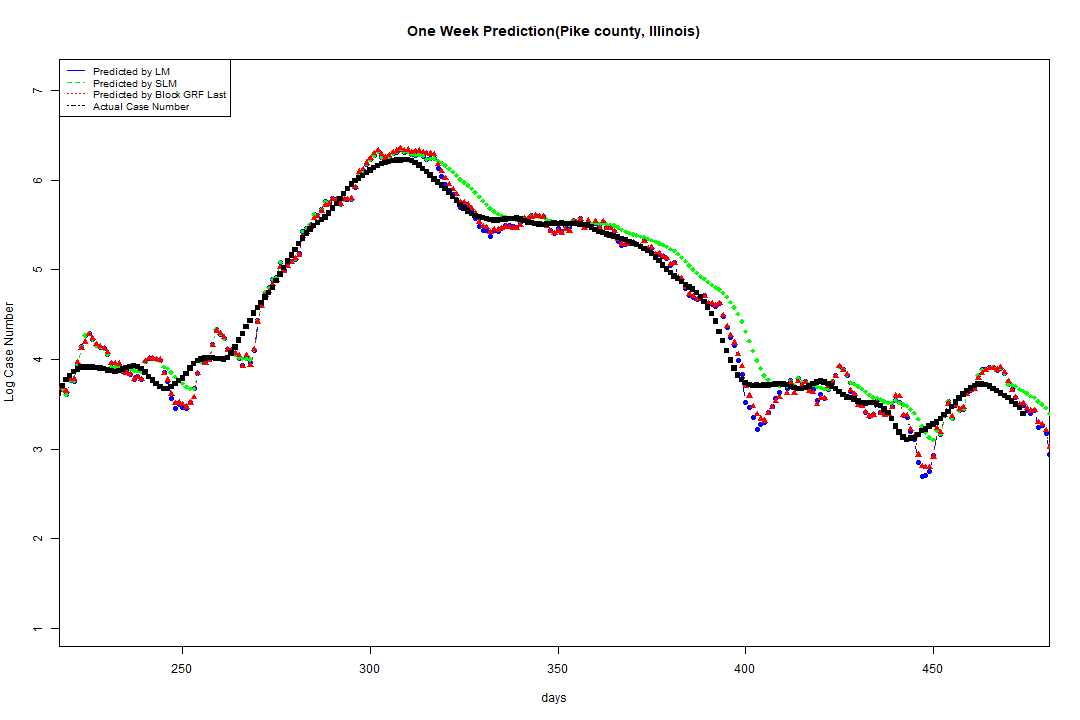 One Week Prediction(Pike county, Illinois)
Predicted by LM
Predicted by SLM
Predicted by Block GRF Last
Actual Case Number
7
6
5
4
3
2
1
Log Case Number
250 300 350 400 450
days